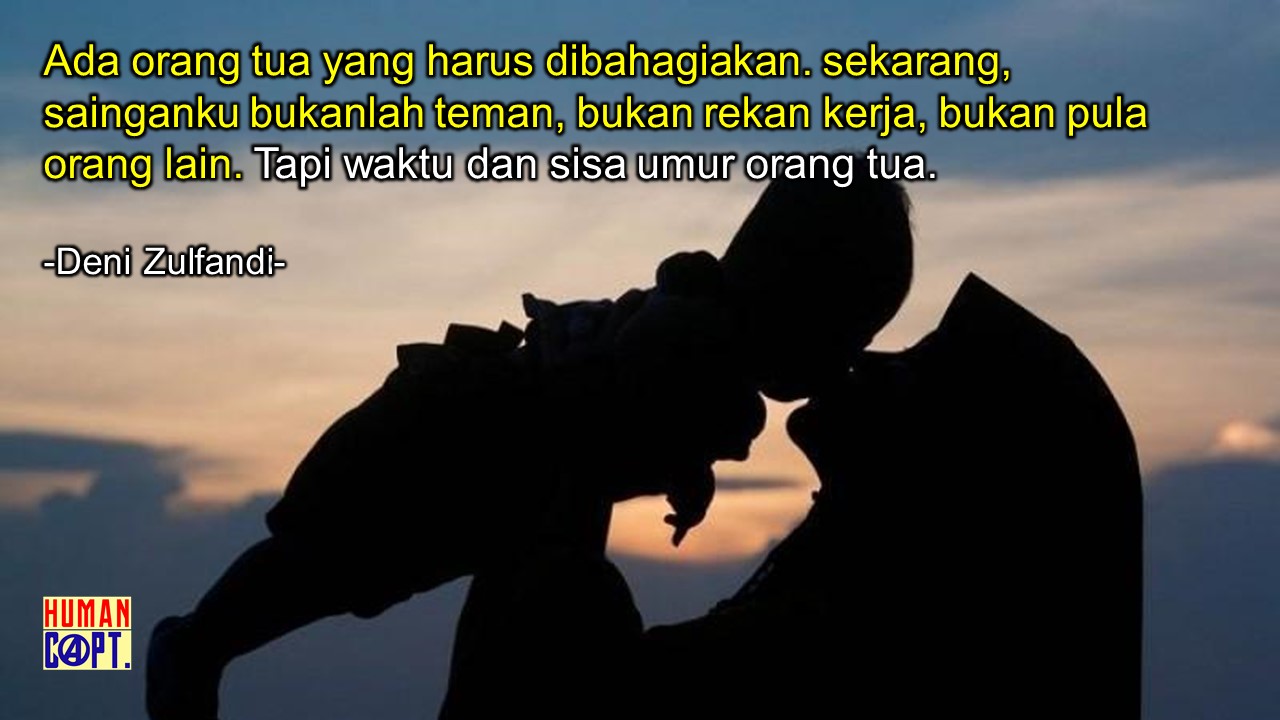 Ada orang tua yang harus dibahagiakan. sekarang,
sainganku bukanlah teman, bukan rekan kerja, bukan pula
orang lain. Tapi waktu dan sisa umur orang tua.
-Deni Zulfandi-
HUMAN
CAPT.